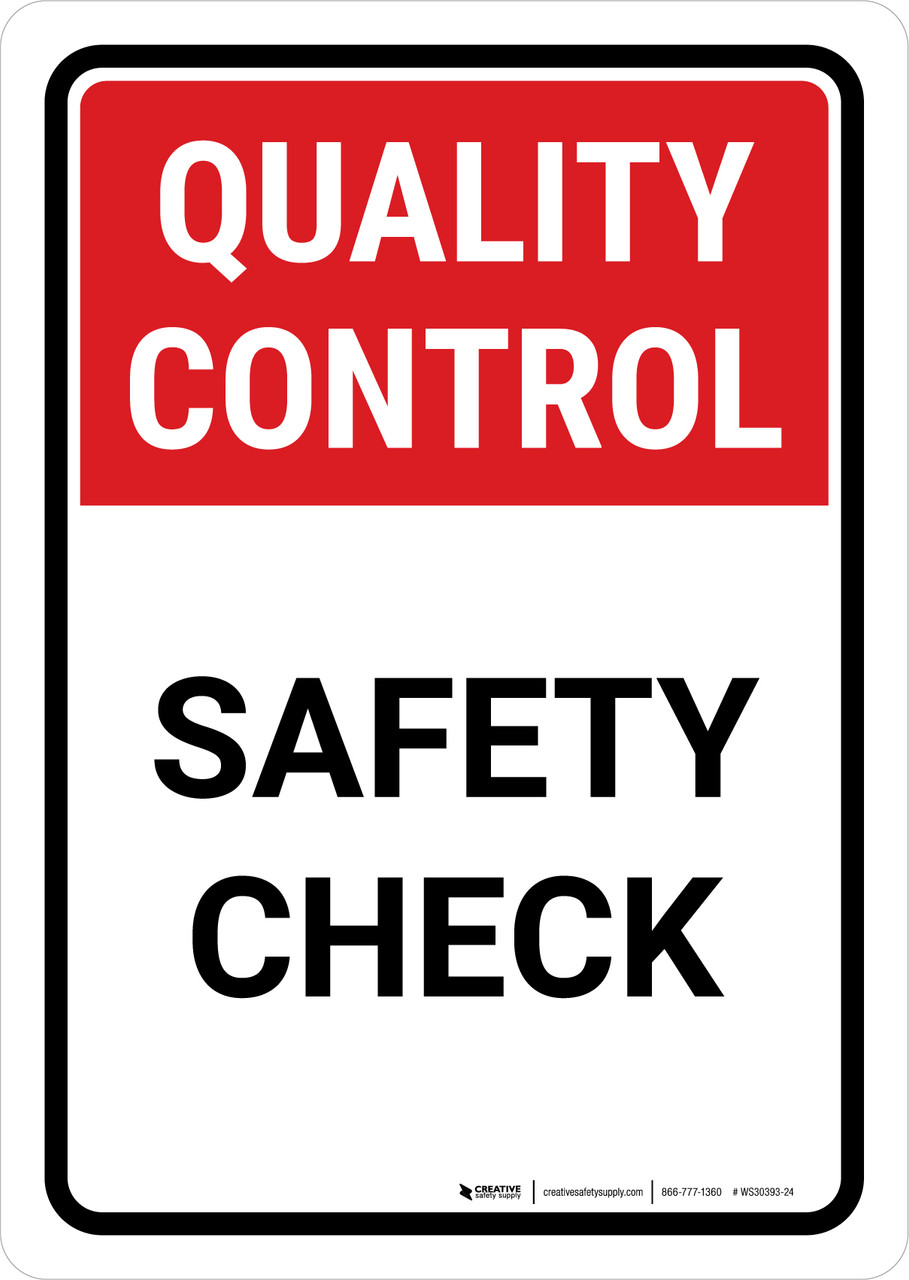 QUALITY
CONTROL
SAFETY
CHECK
CREATIVE
safety supply
creativesafetysupply.com
866-777-1360
# WS30393-24